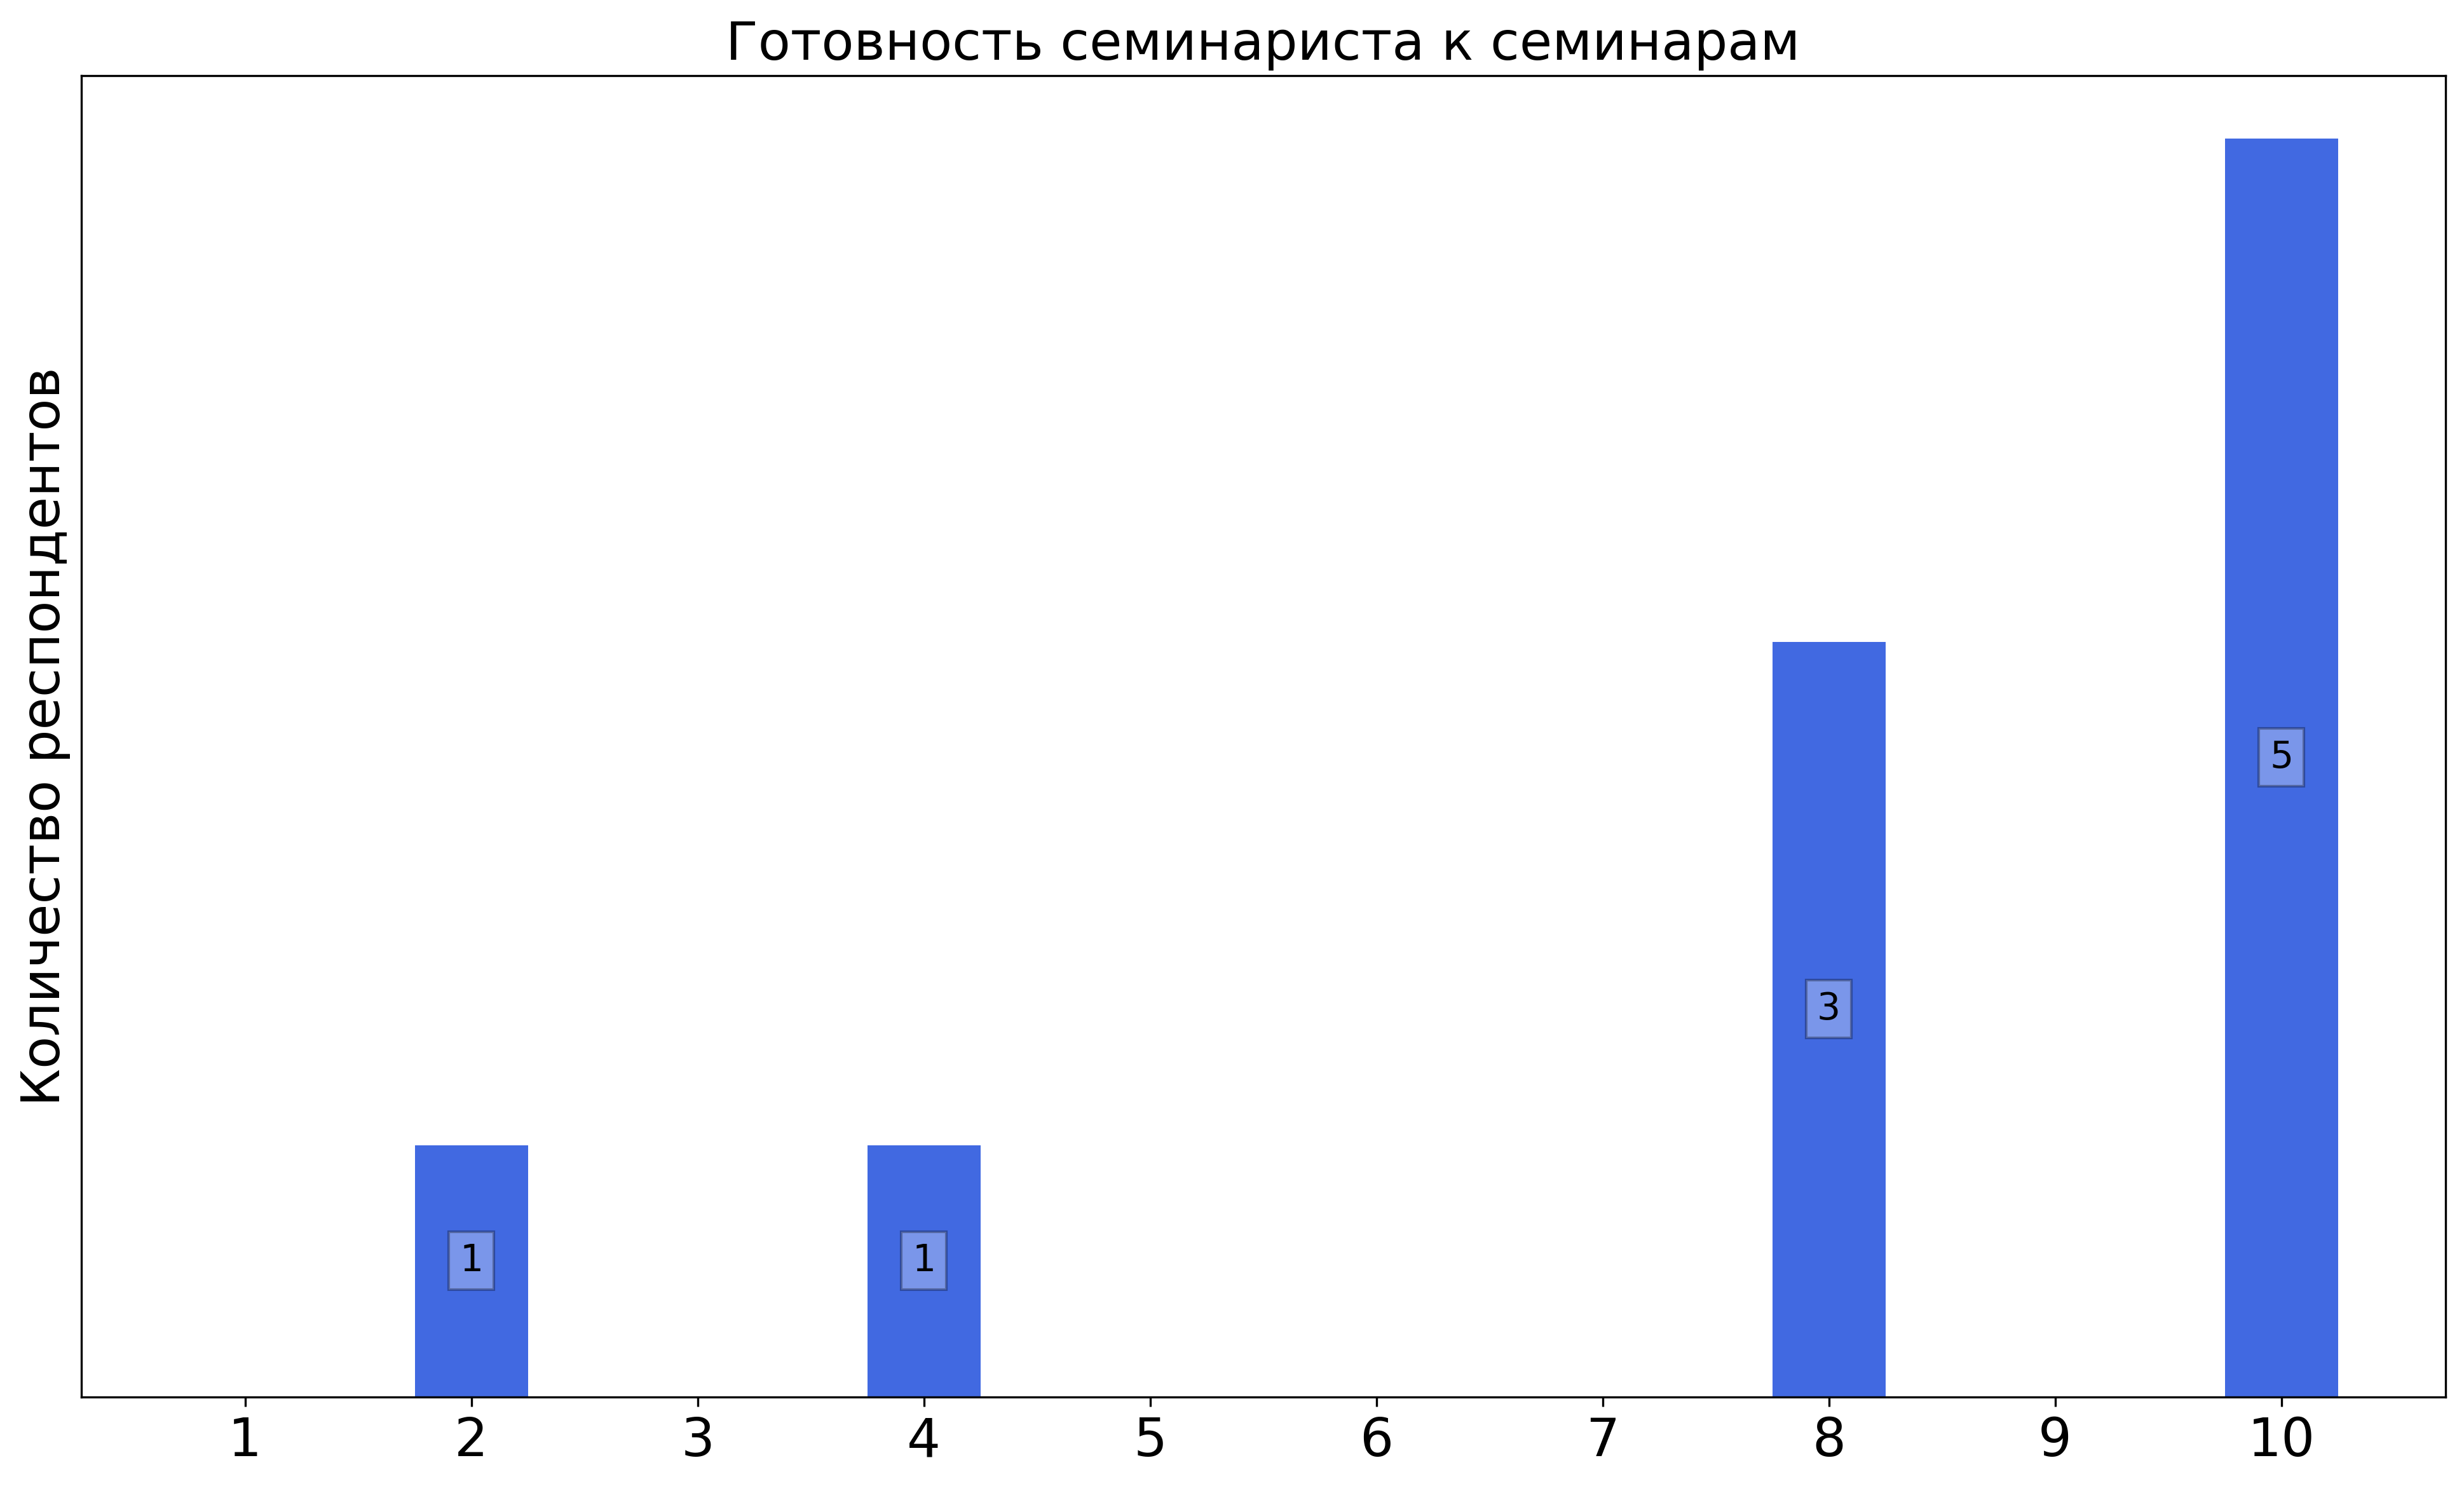 Готовность семинариста к семинарам
Количество респондентов
5
3
1 1
1 2 3 4 5 6 7 8 9 10